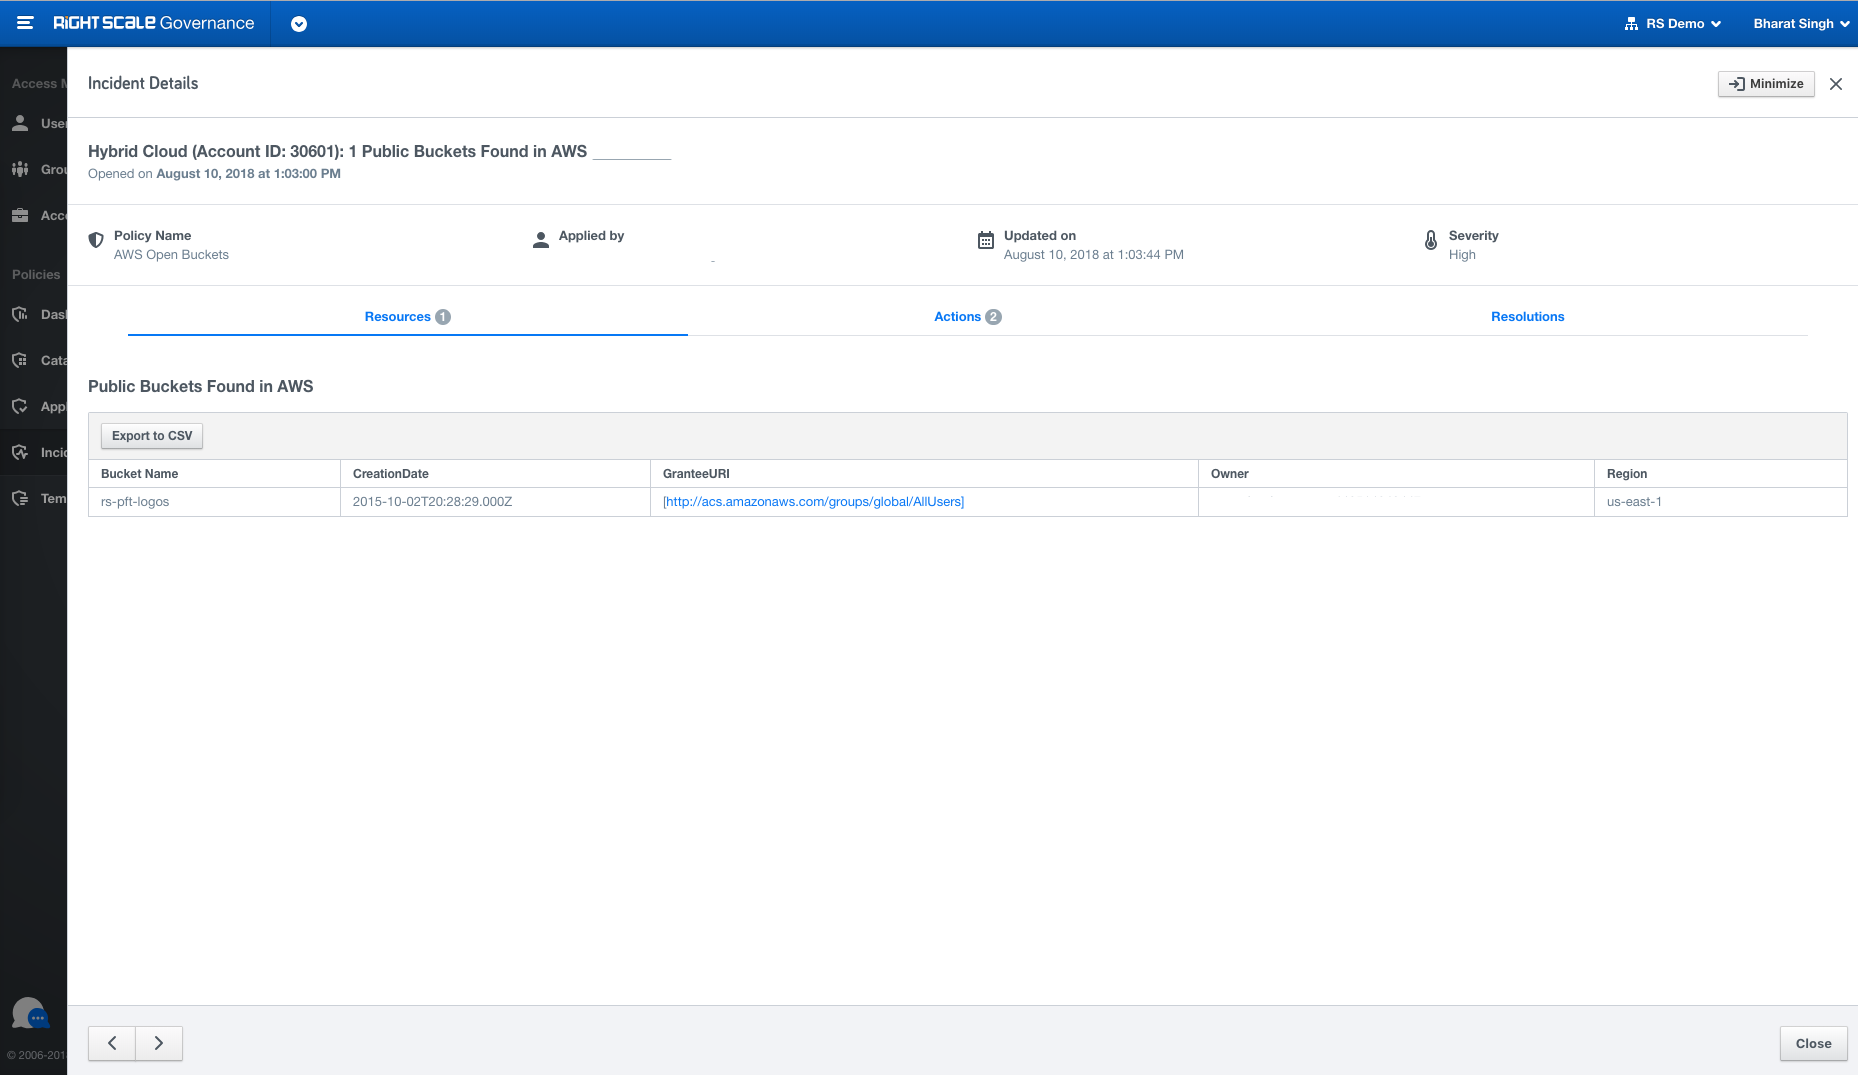 RIGHTSCALE Governance
RS Demo
Bharat Singh
Access M
User
Grou
Acco
Policies
Dash
Cata
Appl
Incid
Tem
© 2006-201
Incident Details
Minimize
Hybrid Cloud (Account ID: 30601): 1 Public Buckets Found in AWS
Opened on August 10, 2018 at 1:03:00 PM
Policy Name
AWS Open Buckets
Applied by
Updated on
August 10, 2018 at 1:03:44 PM
Severity
High
Resources 1
Actions 2
Resolutions
Public Buckets Found in AWS
Export to CSV
Bucket Name CreationDate GranteeURI Owner Region
rs-pft-logos 2015-10-02T20:28:29.000Z [http://acs.amazonaws.com/groups/global/AllUsers] us-east-1
Close